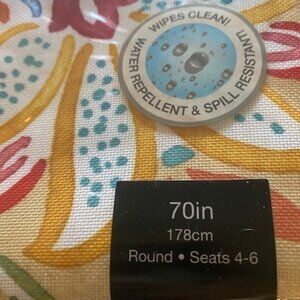 WIPES CLEAN!
WATER REPELLENT & SPILL RESISTANT!
70in
178cm
Round • Seats 4-6